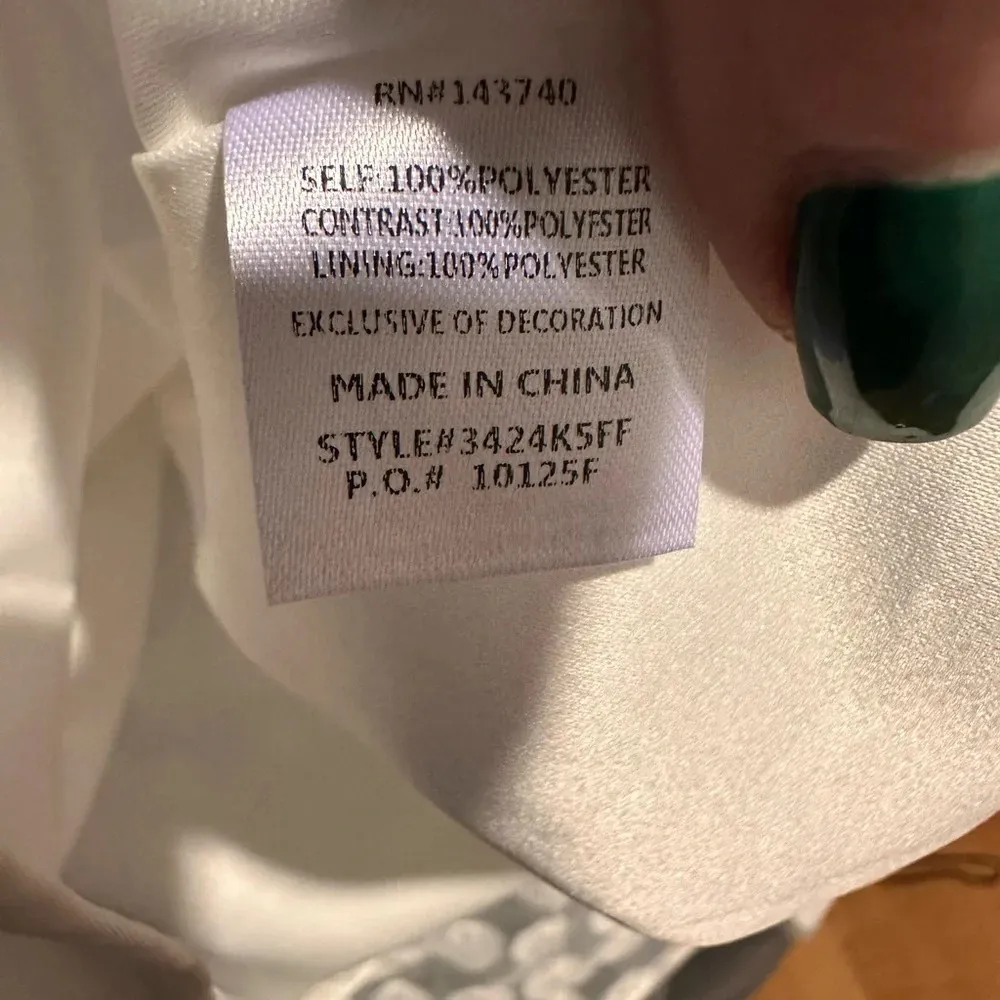 RN#143740
SELF:100%POLYESTER
CONTRAST:100%POLYESTER
LINING:100%POLYESTER
EXCLUSIVE OF DECORATION
MADE IN CHINA
STYLE#3424K5FF
P.O.# 10125F